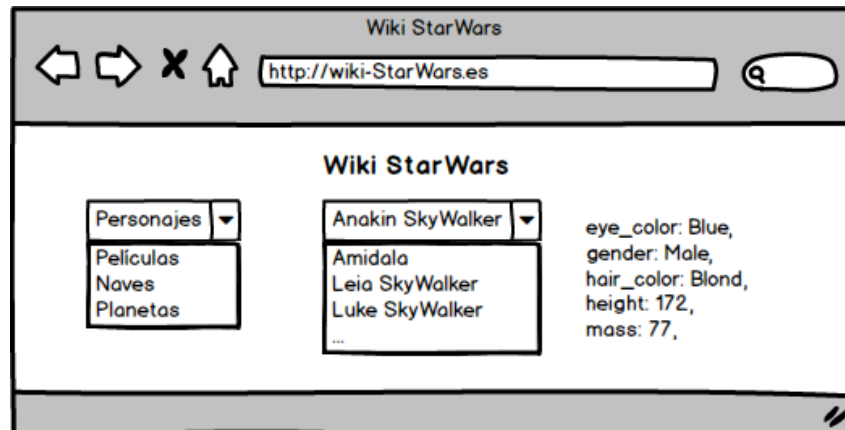 Wiki StarWars
http://wiki-StarWars.es
Wiki StarWars
Personajes
Películas
Naves
Planetas
Anakin SkyWalker
Amidala
Leia SkyWalker
Luke SkyWalker
...
eye_color: Blue,
gender: Male,
hair_color: Blond,
height: 172,
mass: 77,